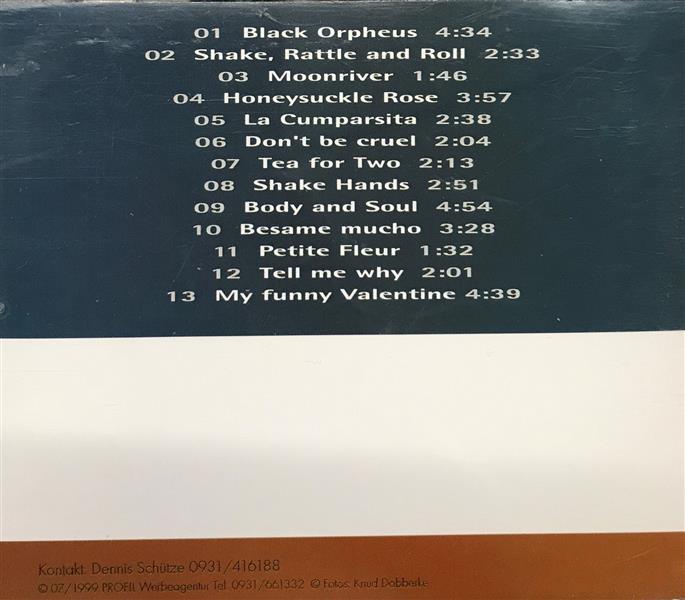 01 Black Orpheus 4:34
02 Shake, Rattle and Roll 2:33
03 Moonriver 1:46
04 Honeysuckle Rose 3:57
05 La Cumparsita 2:38
06 Don't be cruel 2:04
07 Tea for Two 2:13
08 Shake Hands 2:51
09 Body and Soul 4:54
10 Besame mucho 3:28
11 Petite Fleur 1:32
12 Tell me why 2:01
13 My funny Valentine 4:39
Kontakt: Dennis Schütze 0931/416188
© 07/1999 PROFIL Werbeagentur Tel. 0931/661332 © Fotos: Knud Dobberke